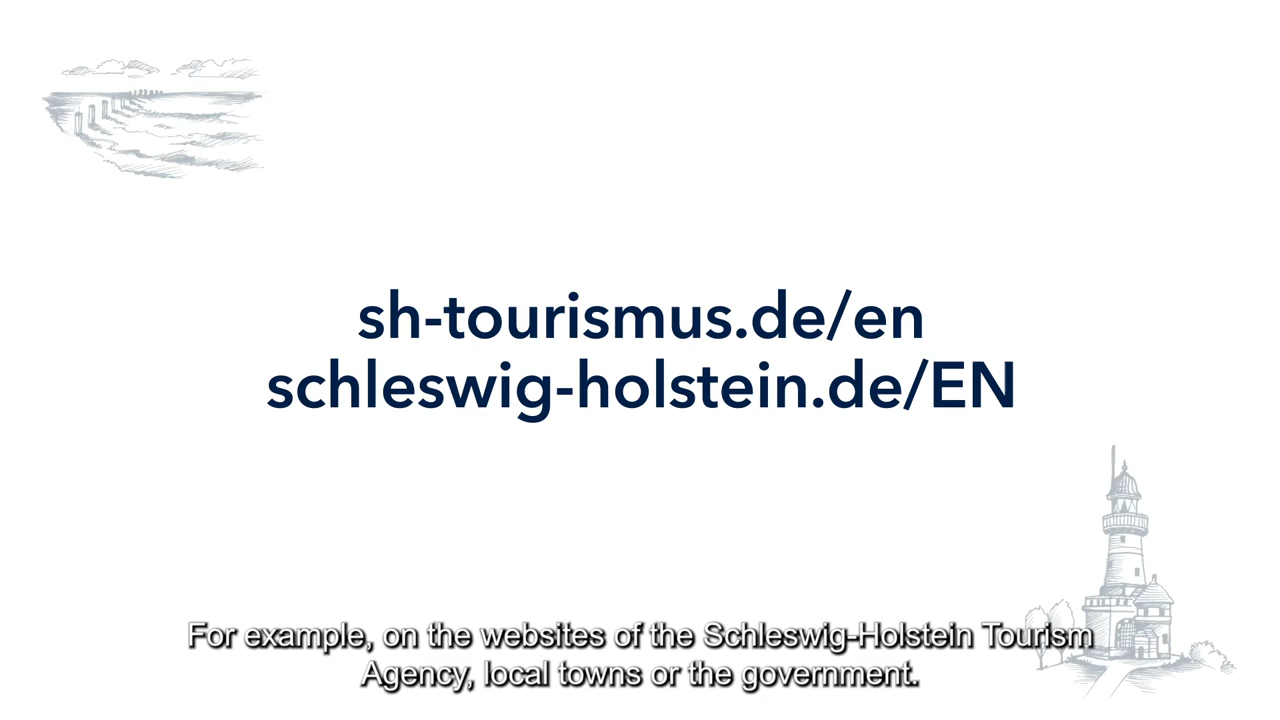 sh-tourismus.de/en
schleswig-holstein.de/EN
For example, on the websites of the Schleswig-Holstein Tourism
Agency, local towns or the government.